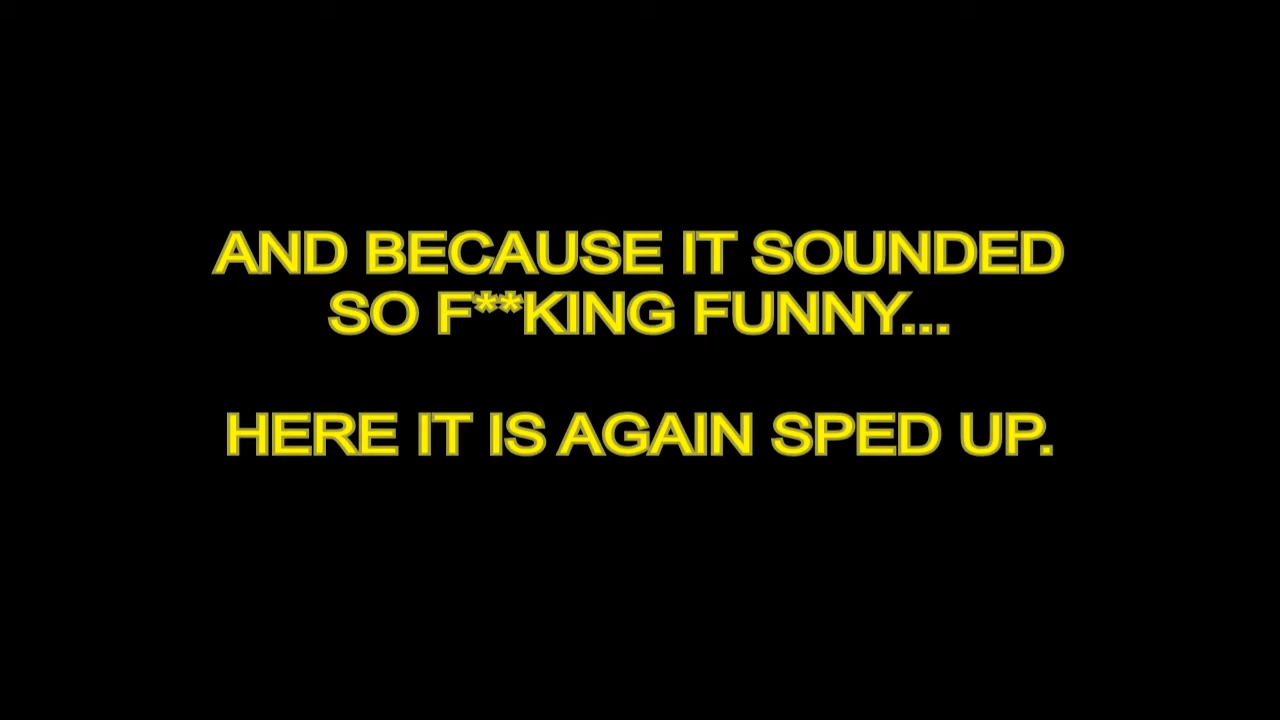 AND BECAUSE IT SOUNDED
SO F**KING FUNNY...
HERE IT IS AGAIN SPED UP.